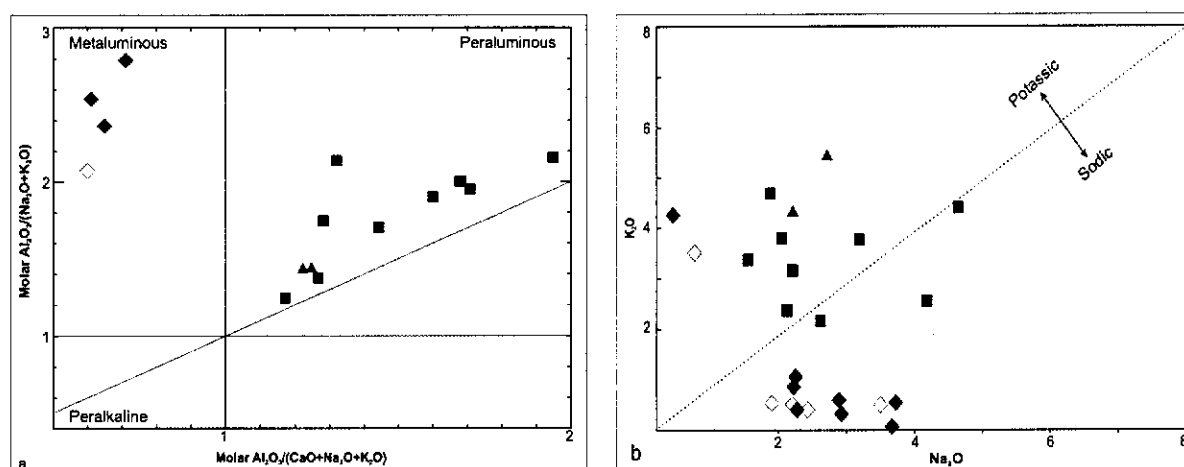 3
Metaluminous
Peraluminous
2
1
Peralkaline
1
2
Molar Al₂O₃/(Na₂O+K₂O)
Molar Al₂O₃/(CaO+Na₂O+K₂O)
a
8
6
4
2
K₂O
Potassic
Sodic
2
4
6
8
Na₂O
b